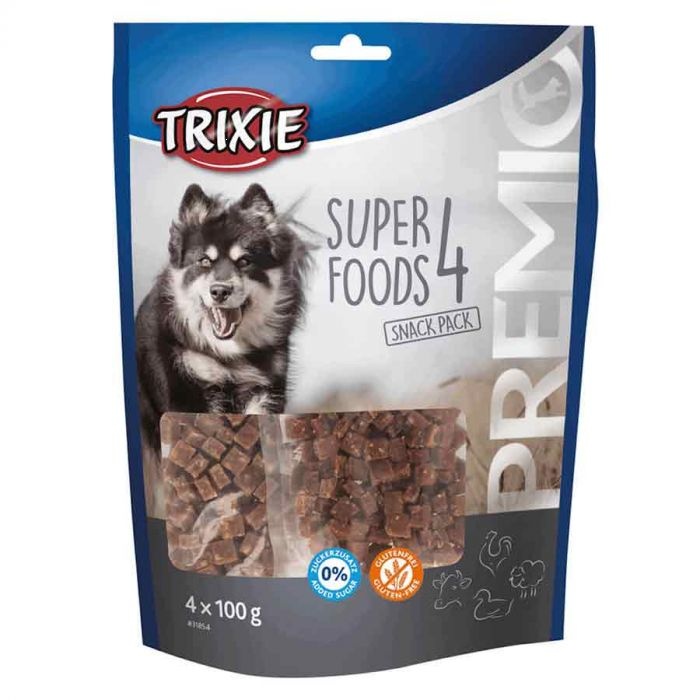 TRIXIE
SUPER 4
FOODS
SNACK PACK
PREMIO
ZUCKERZUSATZ
0%
ADDED SUGAR
GLUTENFREI
GLUTEN-FREE
4 x 100 g
#31854